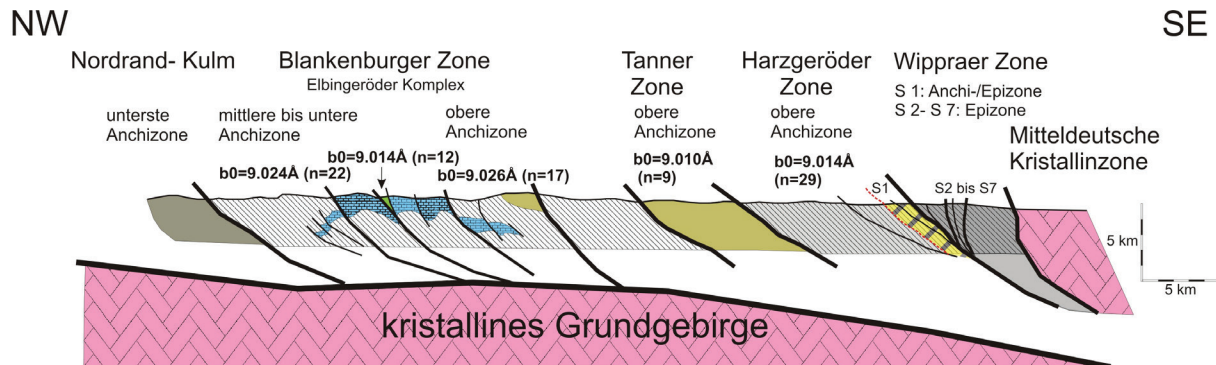 NW
SE
Nordrand- Kulm
Blankenburger Zone
Elbingeröder Komplex
Tanner
Zone
Harzgeröder
Zone
Wippraer Zone
S 1: Anchi-/Epizone
S 2- S 7: Epizone
unterste
Anchizone
mittlere bis untere
Anchizone
obere
Anchizone
obere
Anchizone
obere
Anchizone
Mitteldeutsche
Kristallinzone
b0=9.024Å (n=22)
b0=9.014Å (n=12)
b0=9.026Å (n=17)
b0=9.010Å
(n=9)
b0=9.014Å
(n=29)
S1
S2 bis S7
5 km
5 km
kristallines Grundgebirge